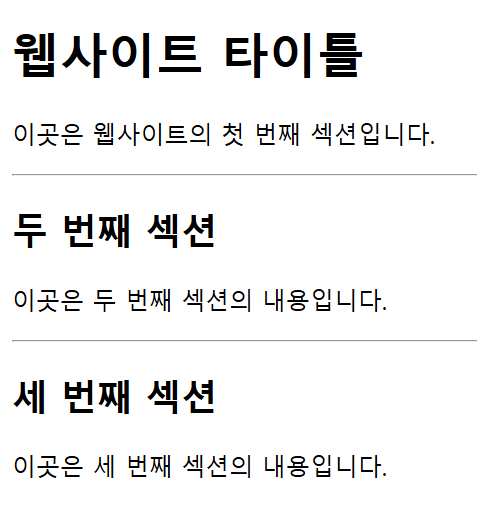 웹사이트 타이틀
이곳은 웹사이트의 첫 번째 섹션입니다.
두 번째 섹션
이곳은 두 번째 섹션의 내용입니다.
세 번째 섹션
이곳은 세 번째 섹션의 내용입니다.